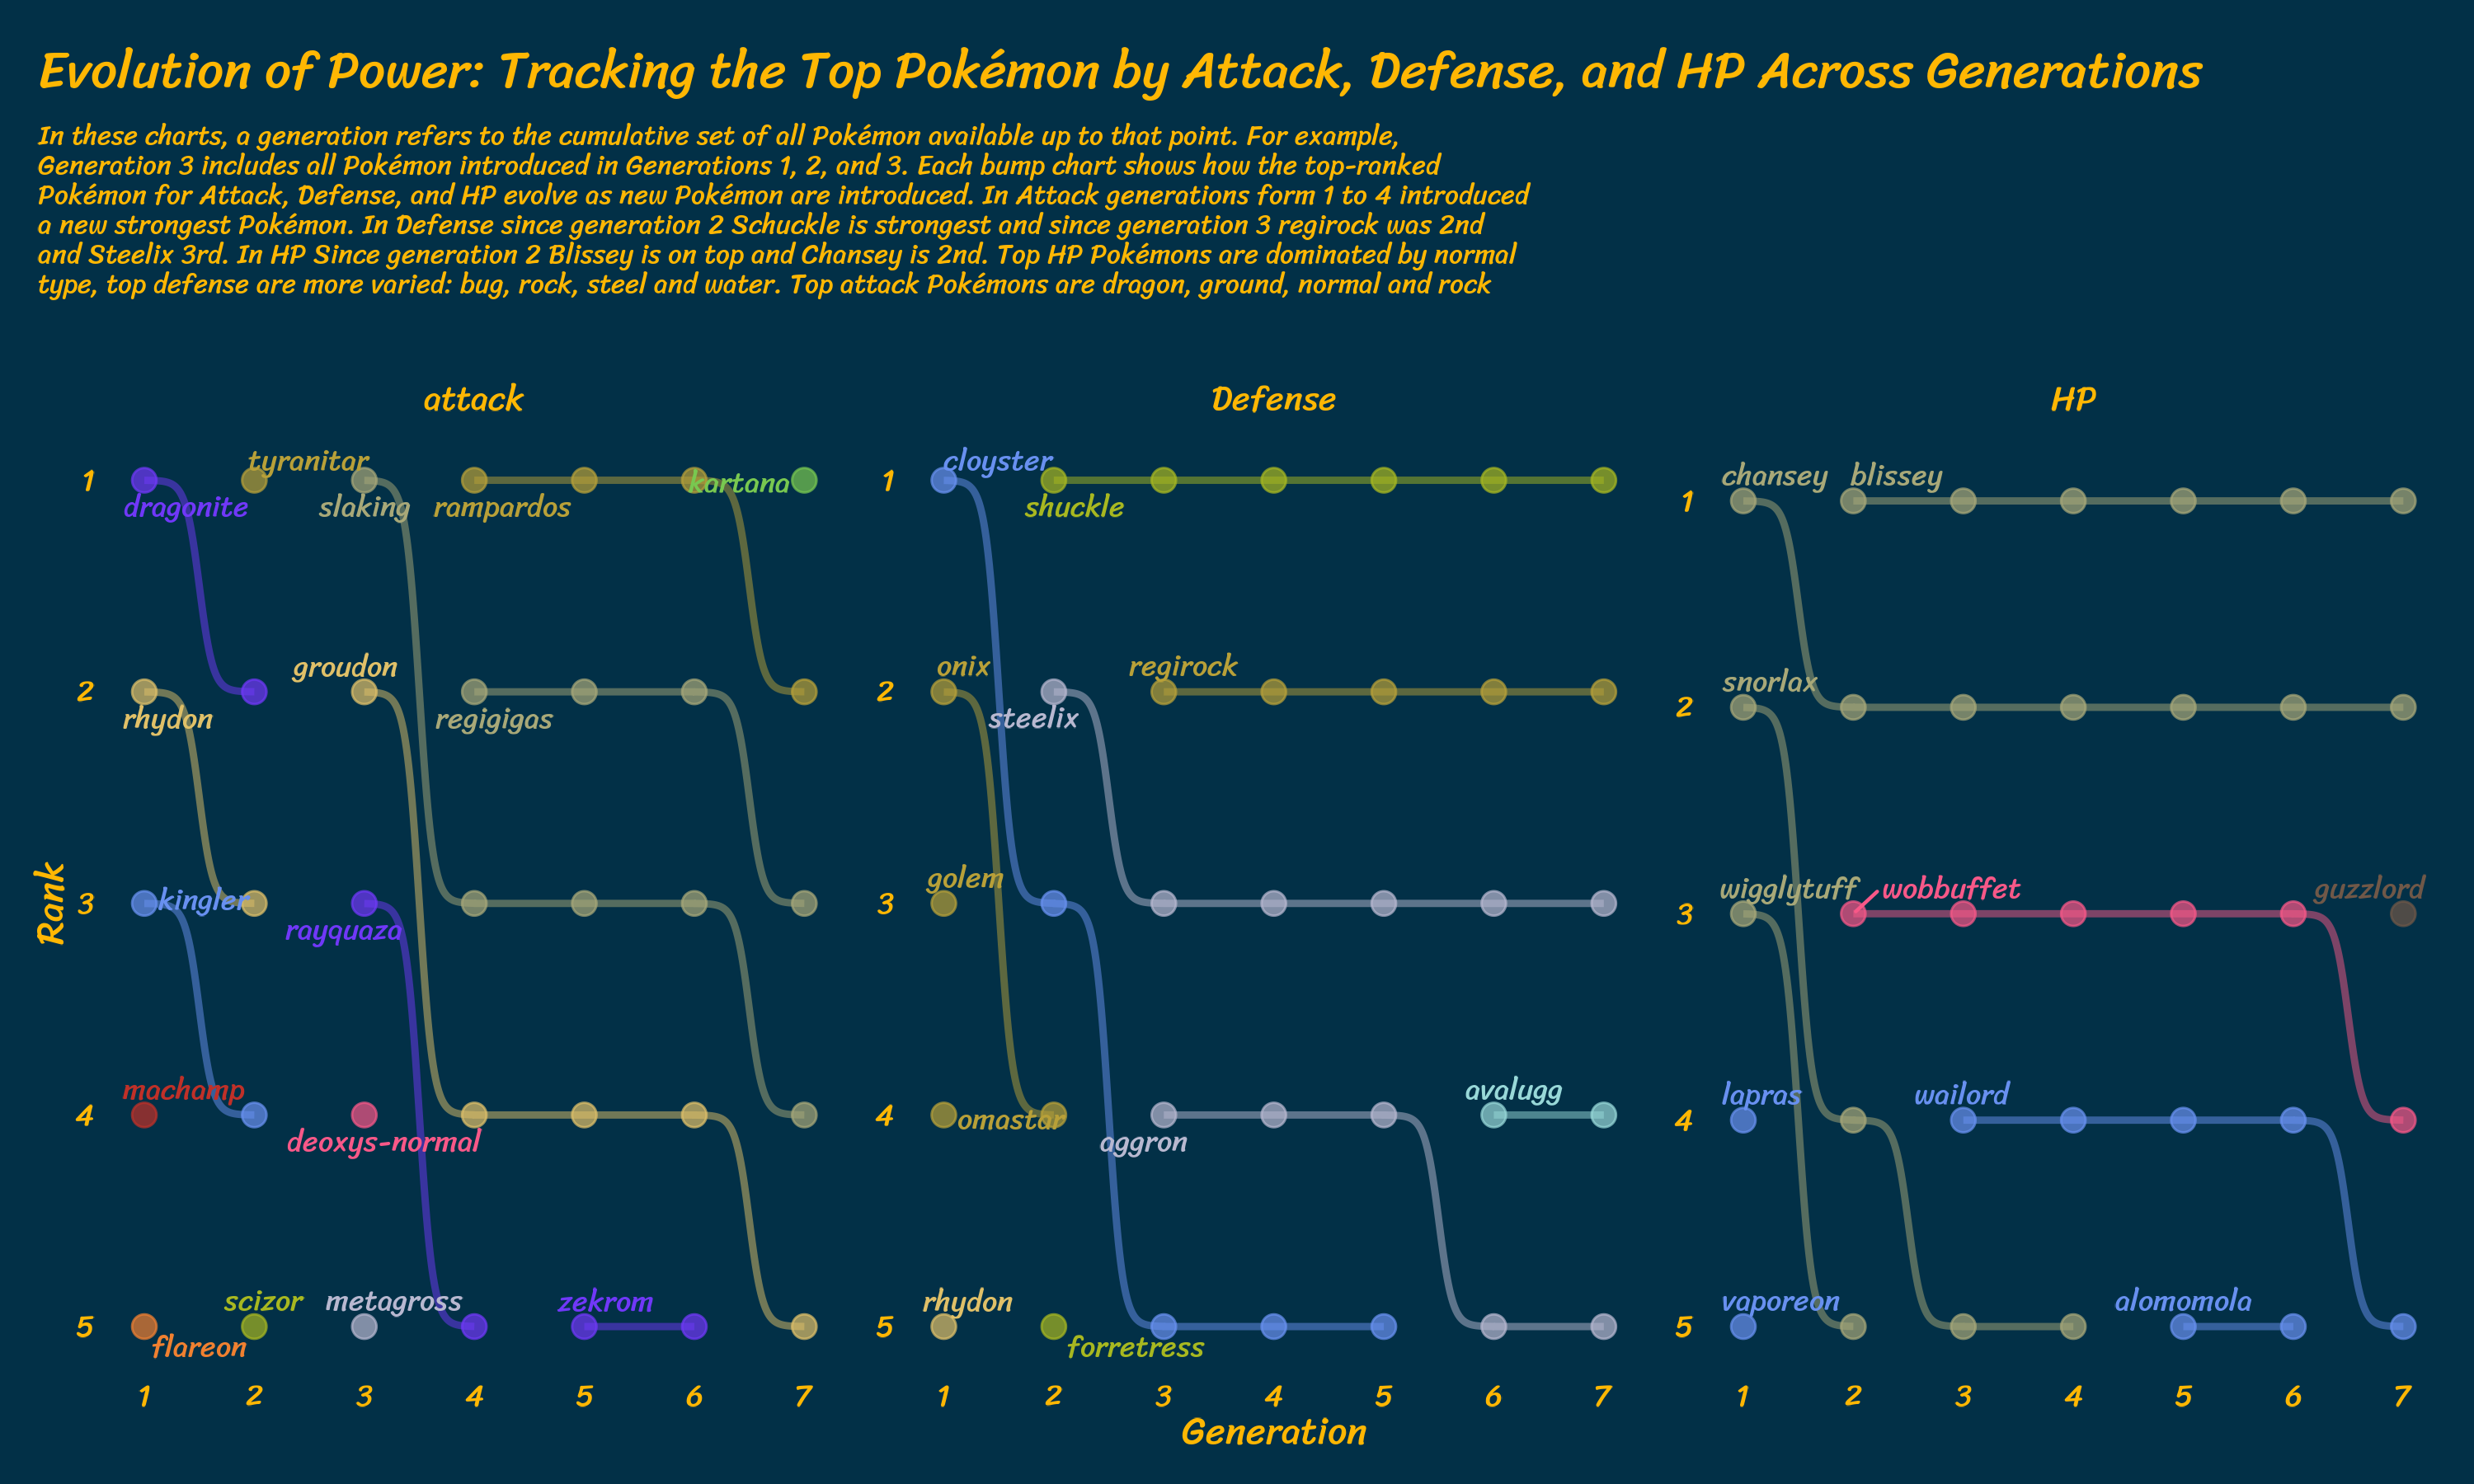 Evolution of Power: Tracking the Top Pokémon by Attack, Defense, and HP Across Generations
In these charts, a generation refers to the cumulative set of all Pokémon available up to that point. For example,
Generation 3 includes all Pokémon introduced in Generations 1, 2, and 3. Each bump chart shows how the top-ranked
Pokémon for Attack, Defense, and HP evolve as new Pokémon are introduced. In Attack generations form 1 to 4 introduced
a new strongest Pokémon. In Defense since generation 2 Schuckle is strongest and since generation 3 regirock was 2nd
and Steelix 3rd. In HP Since generation 2 Blissey is on top and Chansey is 2nd. Top HP Pokémons are dominated by normal
type, top defense are more varied: bug, rock, steel and water. Top attack Pokémons are dragon, ground, normal and rock
attack
1
tyranitar
kartana
dragonite
slaking
rampardos
2
groudon
rhydon
regigigas
Rank
3
kingler
rayquaza
4
machamp
deoxys-normal
5
scizor
metagross
zekrom
flareon
1 2 3 4 5 6 7
Defense
1
cloyster
shuckle
2
onix
regirock
steelix
3
golem
4
omastar
avalugg
aggron
5
rhydon
forretress
1 2 3 4 5 6 7
Generation
HP
1
chansey
blissey
2
snorlax
3
wigglytuff
wobbuffet
guzzlord
4
lapras
wailord
5
vaporeon
alomomola
1 2 3 4 5 6 7